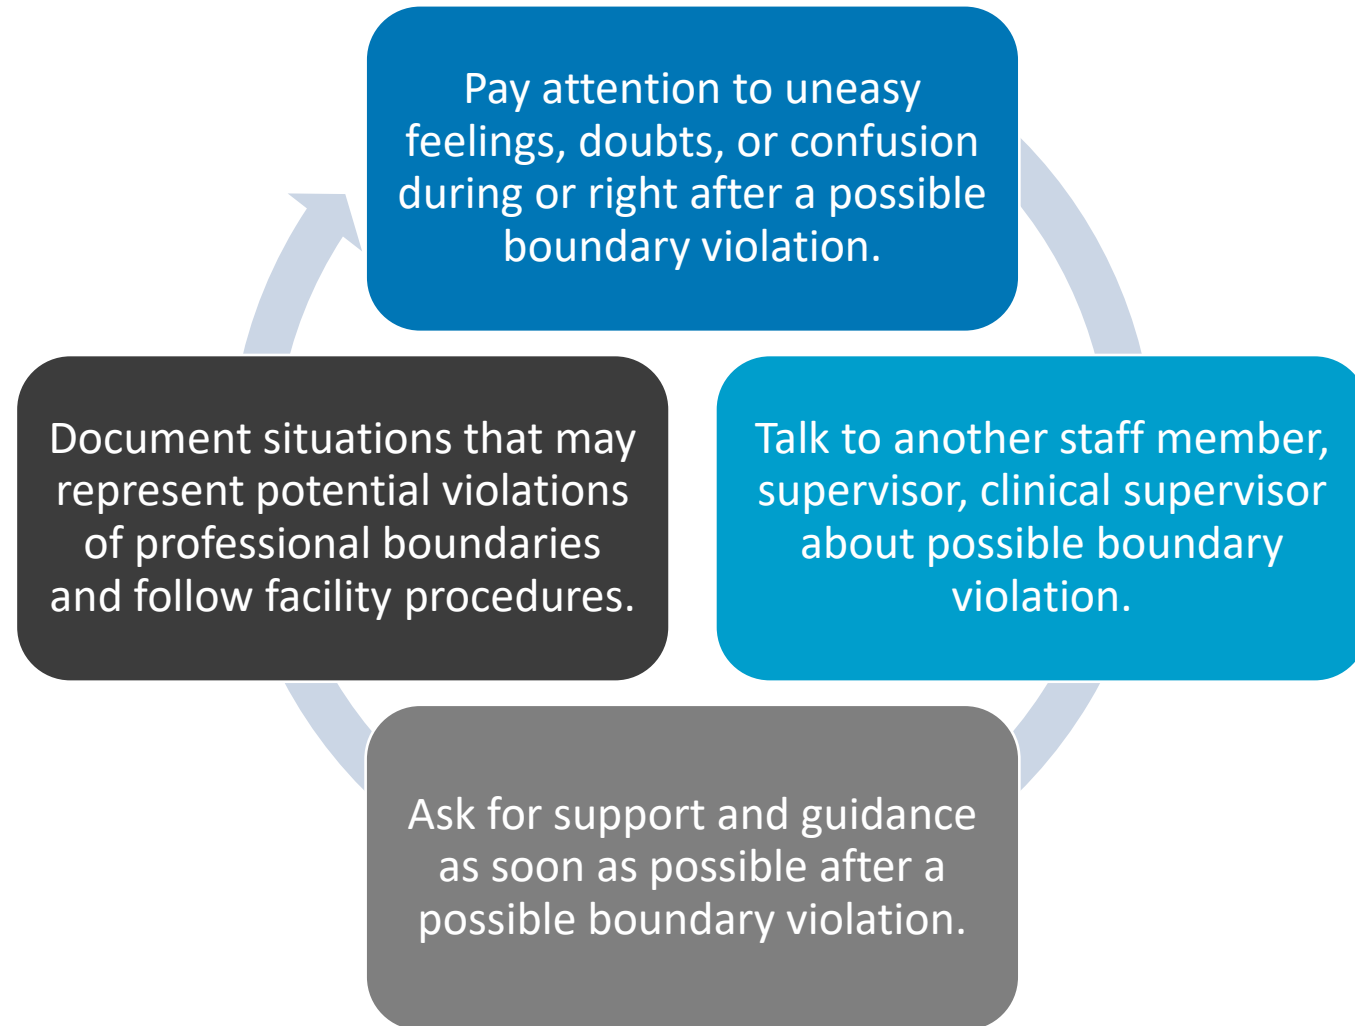 Pay attention to uneasy
feelings, doubts, or confusion
during or right after a possible
boundary violation.
Talk to another staff member,
supervisor, clinical supervisor
about possible boundary
violation.
Ask for support and guidance
as soon as possible after a
possible boundary violation.
Document situations that may
represent potential violations
of professional boundaries
and follow facility procedures.